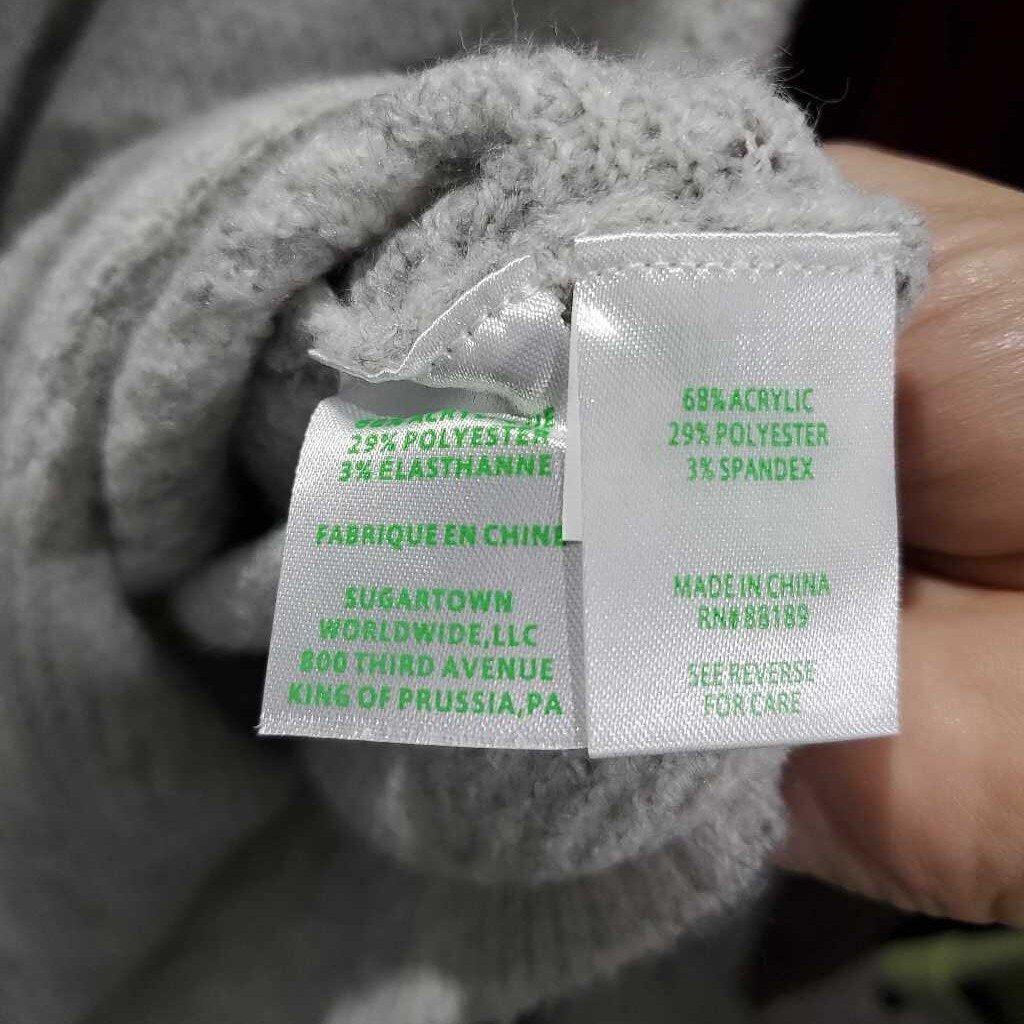 29% POLYESTER
3% ELASTHANNE
FABRIQUE EN CHINE
SUGARTOWN
WORLDWIDE,LLC
800 THIRD AVENUE
KING OF PRUSSIA,PA
68% ACRYLIC
29% POLYESTER
3% SPANDEX
MADE IN CHINA
RN#88189
SEE REVERSE
FOR CARE